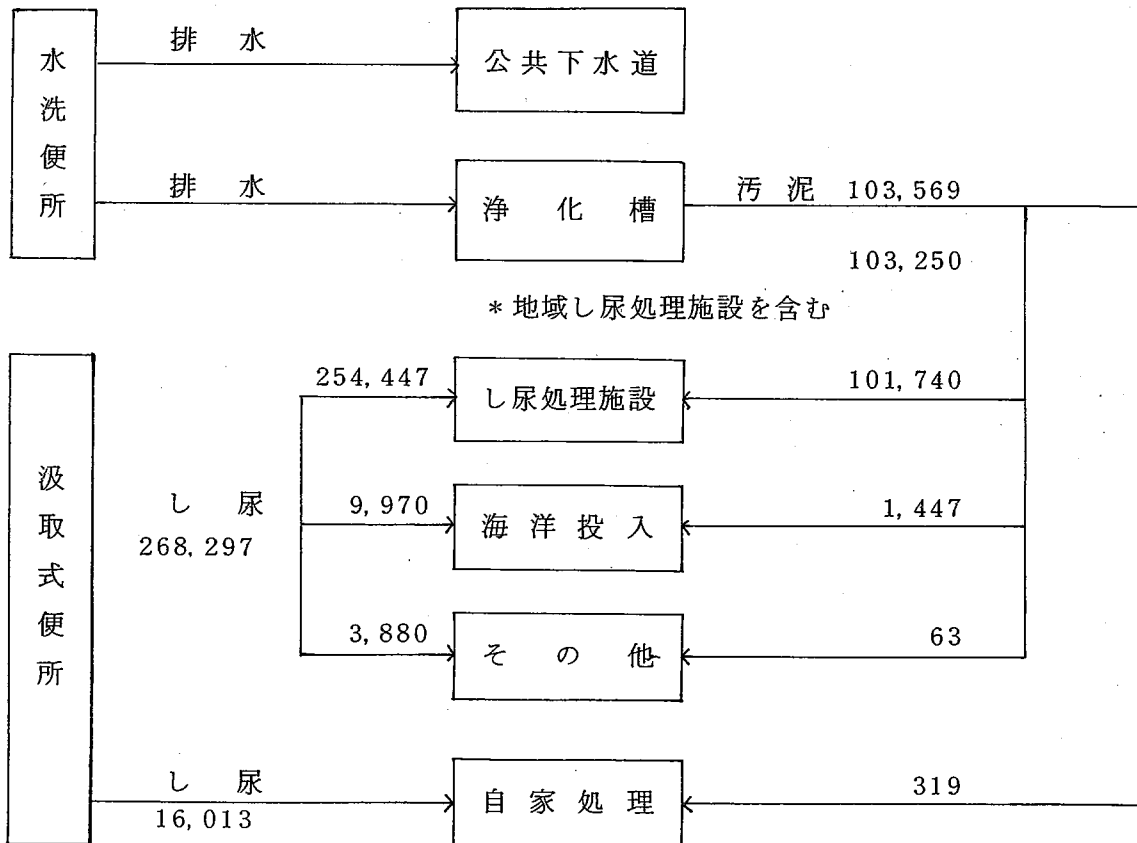 水洗便所
排水
公共下水道
排水
浄化槽
汚泥 103,569
103,250
*地域し尿処理施設を含む
254,447
し尿処理施設
101,740
汲取式便所
し尿
268,297
9,970
海洋投入
1,447
3,880
その他
63
し尿
16,013
自家処理
319